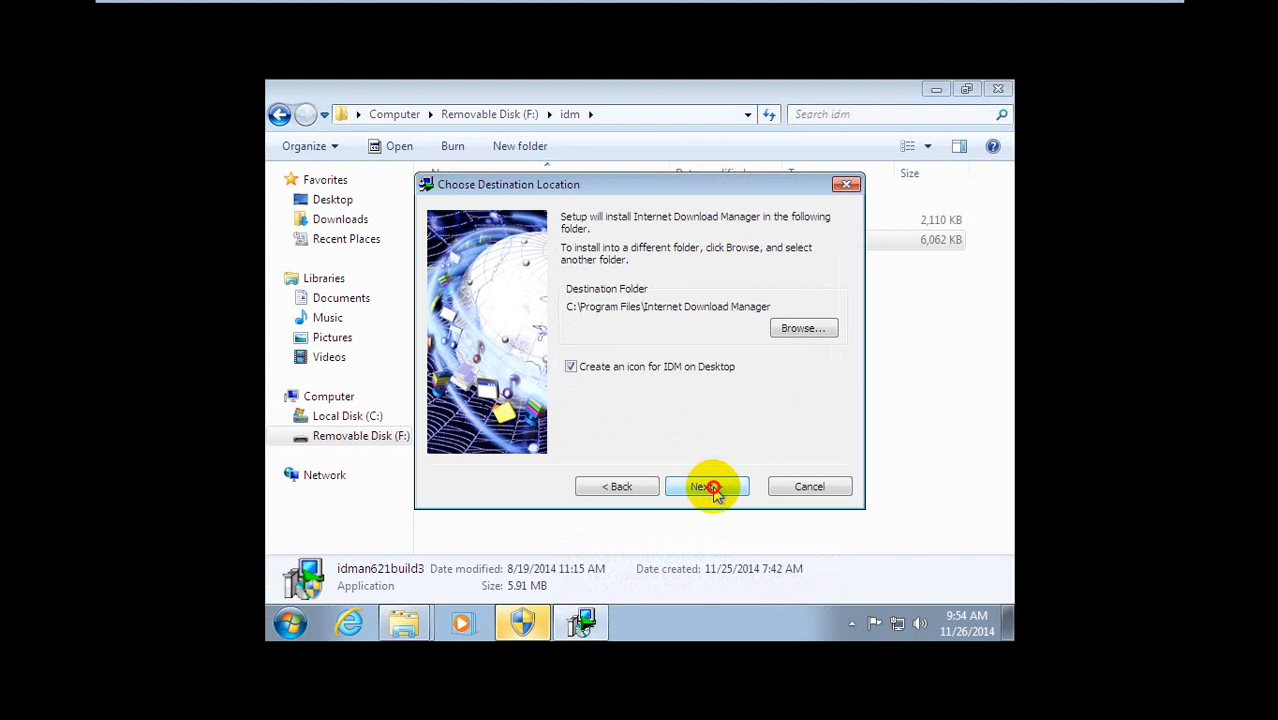 Computer Removable Disk (F:) idm
Search idm
Organize Open Burn New folder
Size
Favorites
Desktop
Downloads
Recent Places
Libraries
Documents
Music
Pictures
Videos
Computer
Local Disk (C:)
Removable Disk (F:)
Network
2,110 KB
6,062 KB
Choose Destination Location
Setup will install Internet Download Manager in the following
folder.
To install into a different folder, click Browse, and select
another folder.
Destination Folder
C:\Program Files\Internet Download Manager
Browse...
Create an icon for IDM on Desktop
< Back Next > Cancel
idman621build3 Date modified: 8/19/2014 11:15 AM Date created: 11/25/2014 7:42 AM
Application Size: 5.91 MB
9:54 AM
11/26/2014